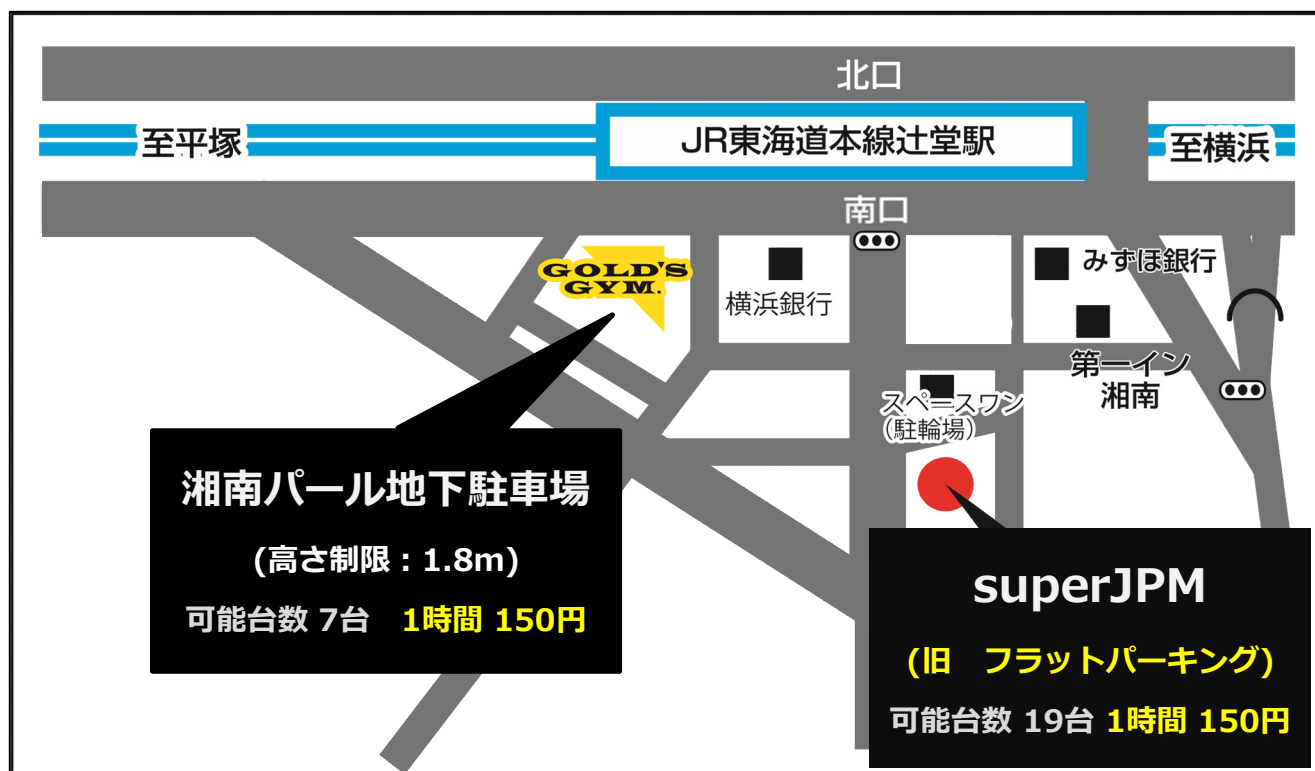 北口
至平塚
JR東海道本線辻堂駅
至横浜
南口
GOLD'S
GYM.
横浜銀行
みずほ銀行
第一イン
湘南
スペースワン
(駐輪場)
湘南パール地下駐車場
(高さ制限：1.8m)
可能台数 7台　1時間 150円
superJPM
(旧　フラットパーキング)
可能台数 19台 1時間 150円